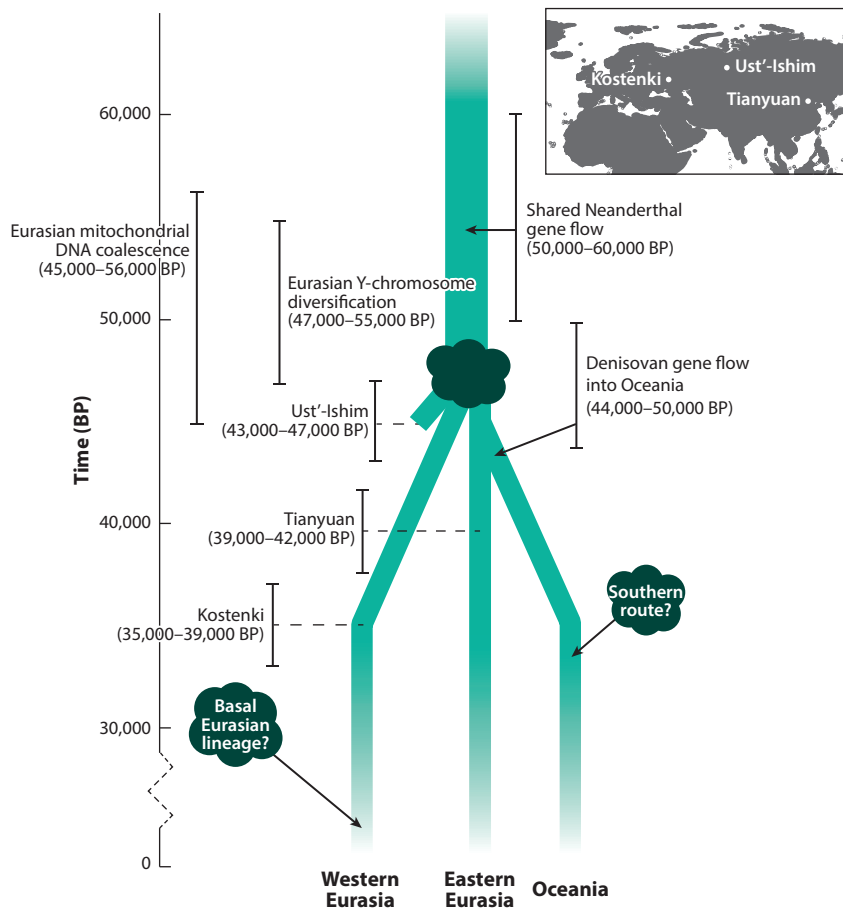 Kostenki
Ust’-Ishim
Tianyuan
60,000
50,000
40,000
30,000
0
Time (BP)
Eurasian mitochondrial
DNA coalescence
(45,000–56,000 BP)
Eurasian Y-chromosome
diversification
(47,000–55,000 BP)
Shared Neanderthal
gene flow
(50,000–60,000 BP)
Denisovan gene flow
into Oceania
(44,000–50,000 BP)
Ust’-Ishim
(43,000–47,000 BP)
Tianyuan
(39,000–42,000 BP)
Kostenki
(35,000–39,000 BP)
Southern
route?
Basal
Eurasian
lineage?
Western
Eurasia
Eastern
Eurasia
Oceania